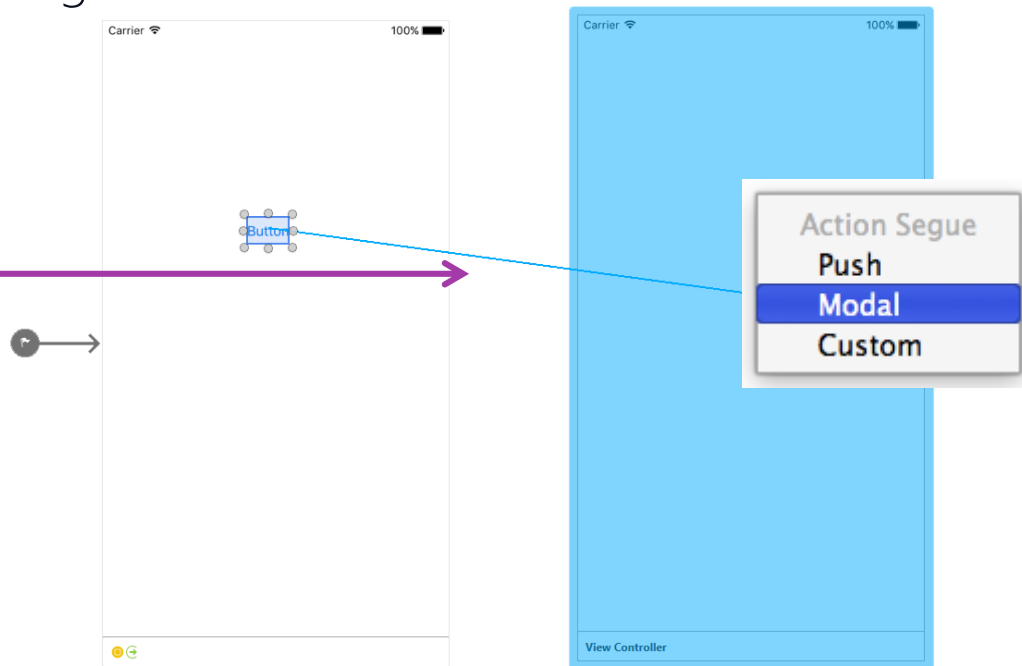 Carrier 100%
Button
Carrier 100%
Action Segue
Push
Modal
Custom
View Controller